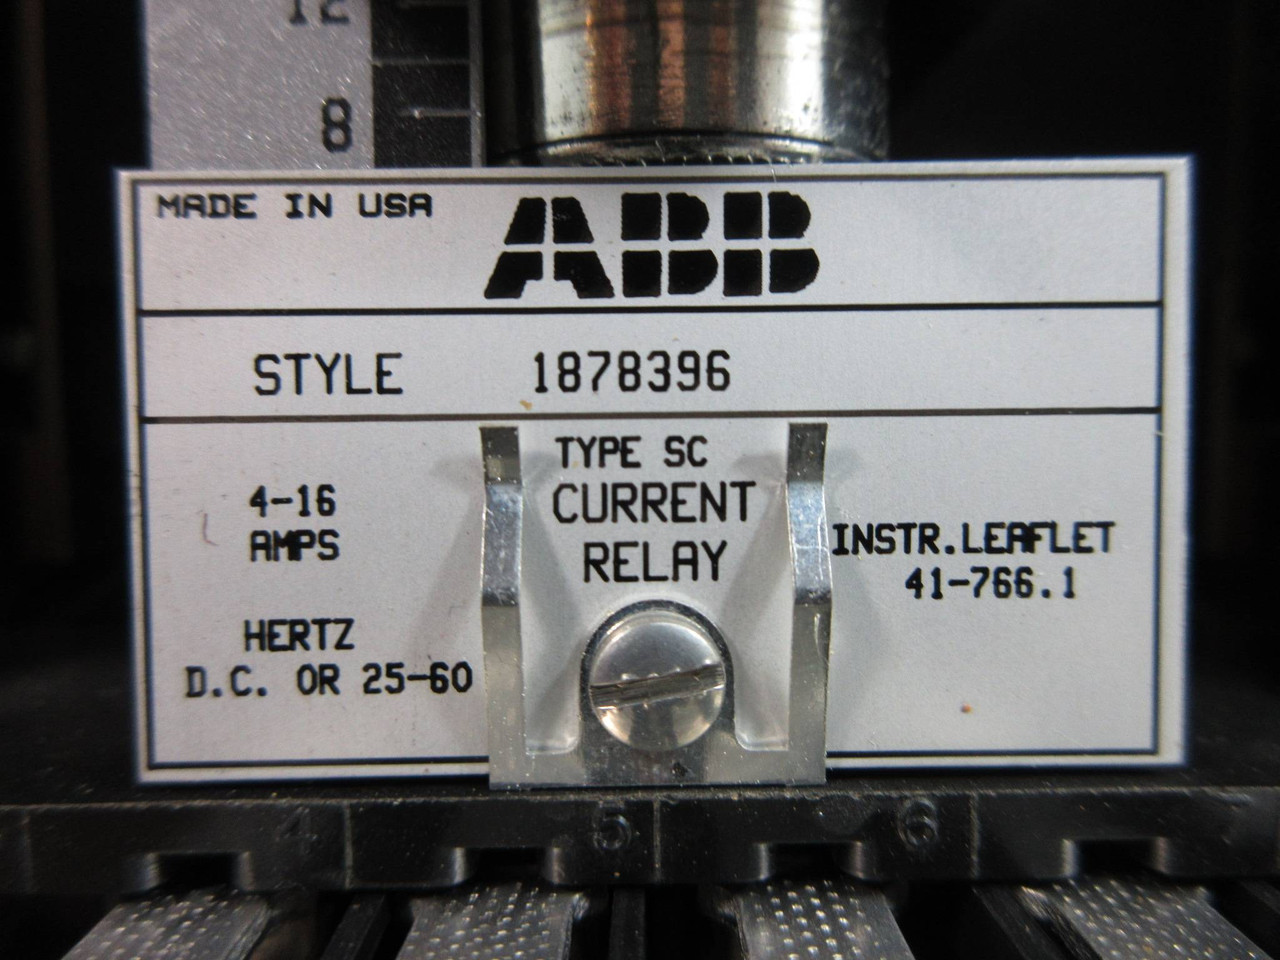 12
8
MADE IN USA
ABB
STYLE 1878396
4-16
AMPS
HERTZ
D.C. OR 25-60
TYPE SC
CURRENT
RELAY
INSTR.LEAFLET
41-766.1
4 5 6